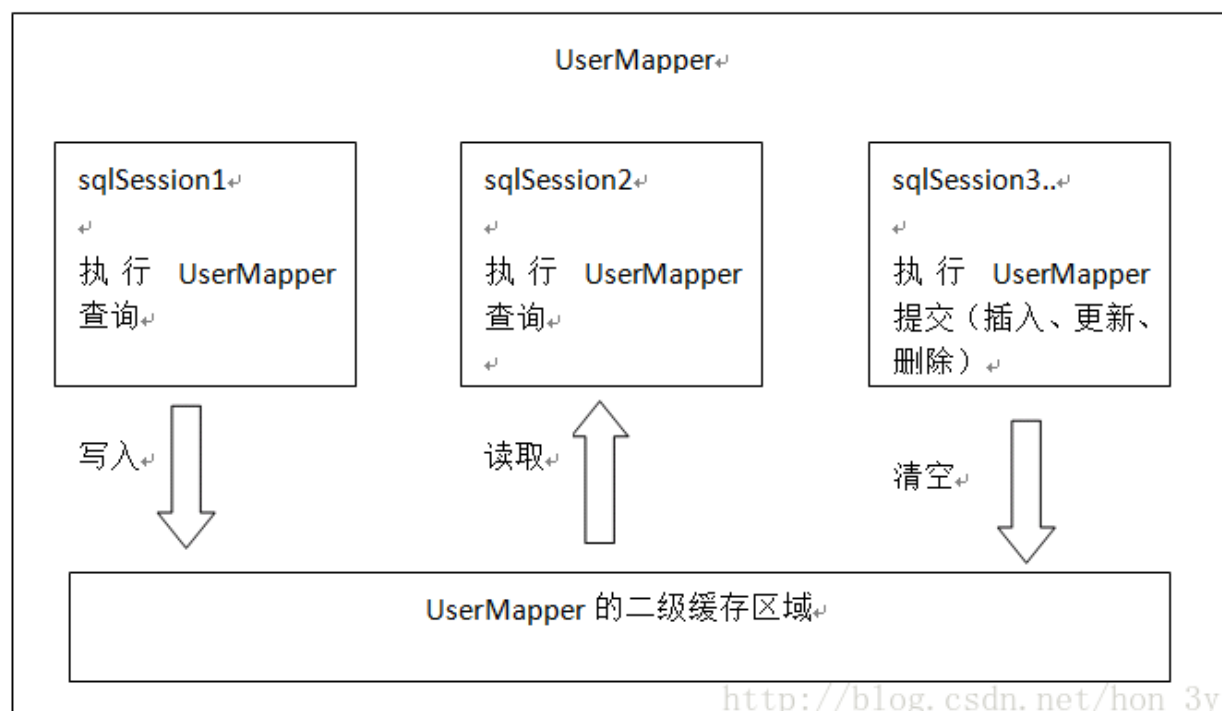 UserMapper
sqlSession1
执行 UserMapper
查询
sqlSession2
执行 UserMapper
查询
sqlSession3..
执行 UserMapper
提交（插入、更新、
删除）
写入
读取
清空
UserMapper 的二级缓存区域
http://blog.csdn.net/hon_3y